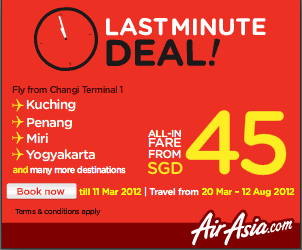 LAST MINUTE
DEAL!
Fly from Changi Terminal 1
Kuching
Penang
Miri
Yogyakarta
and many more destinations
ALL-IN
FARE
FROM
SGD
45
Book now till 11 Mar 2012 | Travel from 20 Mar - 12 Aug 2012
Terms & conditions apply
AirAsia.com